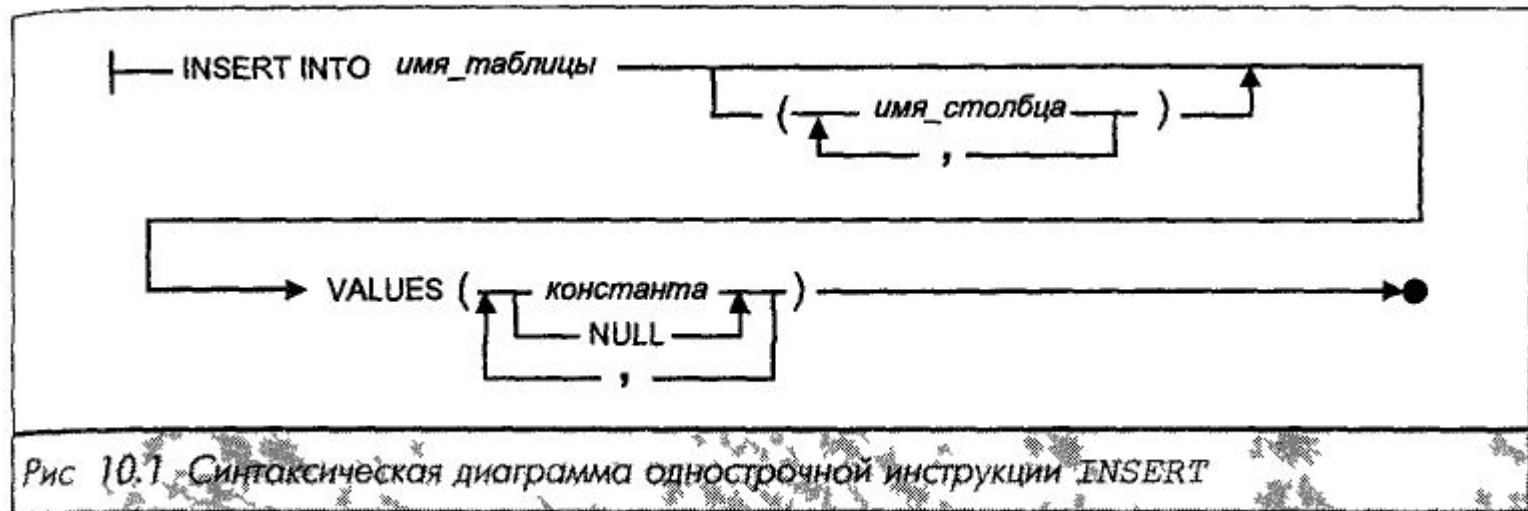 INSERT INTO имя_таблицы
( имя_столбца )
,
VALUES ( константа )
NULL
,
Рис 10.1. Синтаксическая диаграмма однострочной инструкции INSERT